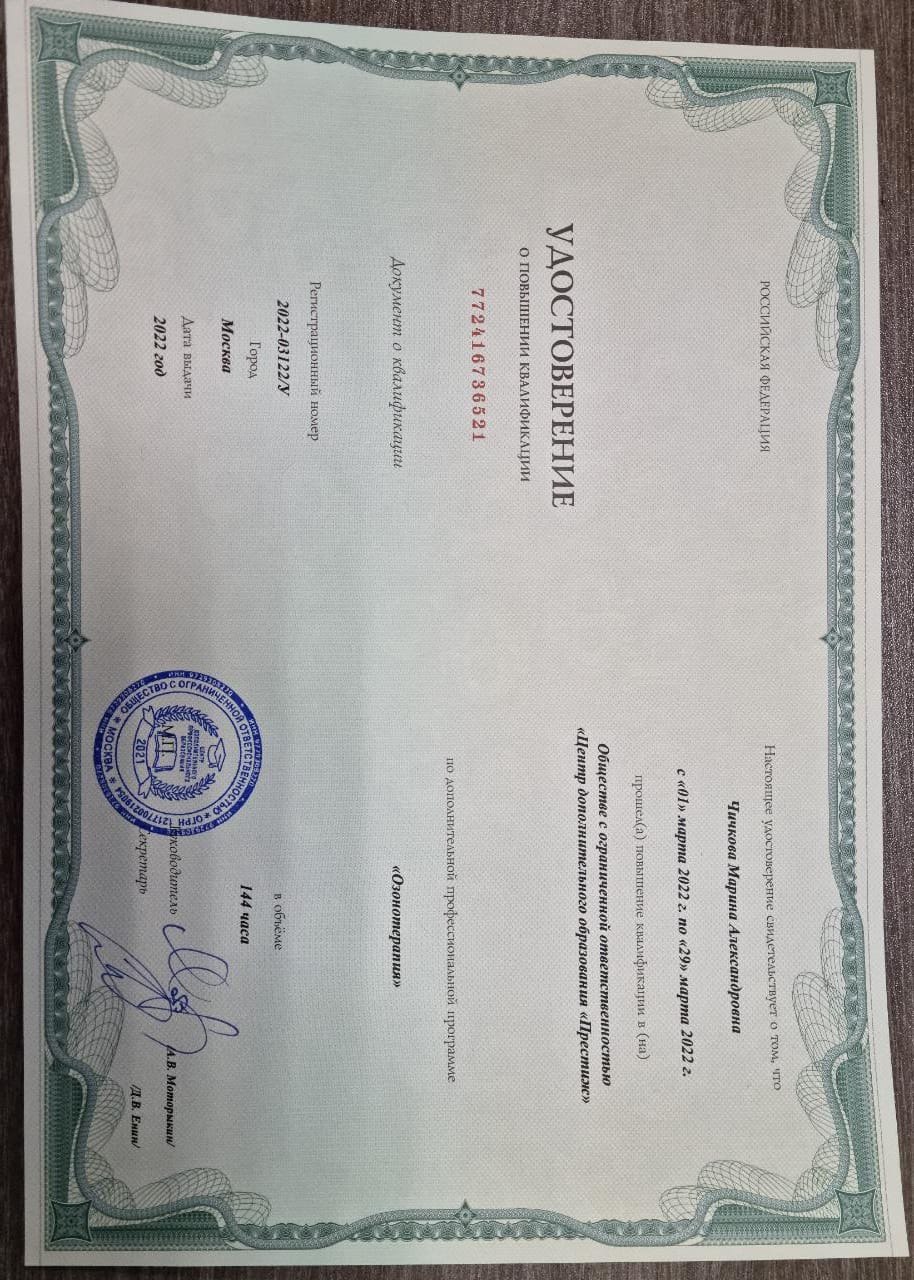 РОССИЙСКАЯ ФЕДЕРАЦИЯ
УДОСТОВЕРЕНИЕ
О ПОВЫШЕНИИ КВАЛИФИКАЦИИ
772416736521
Документ о квалификации
Регистрационный номер
2022-03122/У
Город
Москва
Дата выдачи
2022 год
Настоящее удостоверение свидетельствует о том, что
Чичкова Марина Александровна
с «01» марта 2022 г. по «29» марта 2022 г.
прошел(а) повышение квалификации в (на)
Обществе с ограниченной ответственностью
«Центр дополнительного образования «Престиж»
по дополнительной профессиональной программе
«Озонотерапия»
в объёме
144 часа
Руководитель
/А.В. Моторыкин/
Секретарь
/Д.В. Енин/
ОБЩЕСТВО С ОГРАНИЧЕННОЙ ОТВЕТСТВЕННОСТЬЮ
МОСКВА
2021